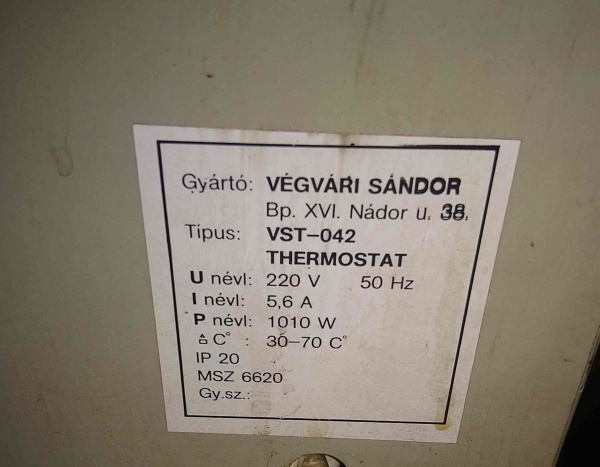 Gyártó: VÉGVÁRI SÁNDOR
Bp. XVI. Nádor u. 38.
Típus: VST-042
THERMOSTAT
U névl: 220 V 50 Hz
I névl: 5,6 A
P névl: 1010 W
C°: 30-70 C°
IP 20
MSZ 6620
Gy.sz.: